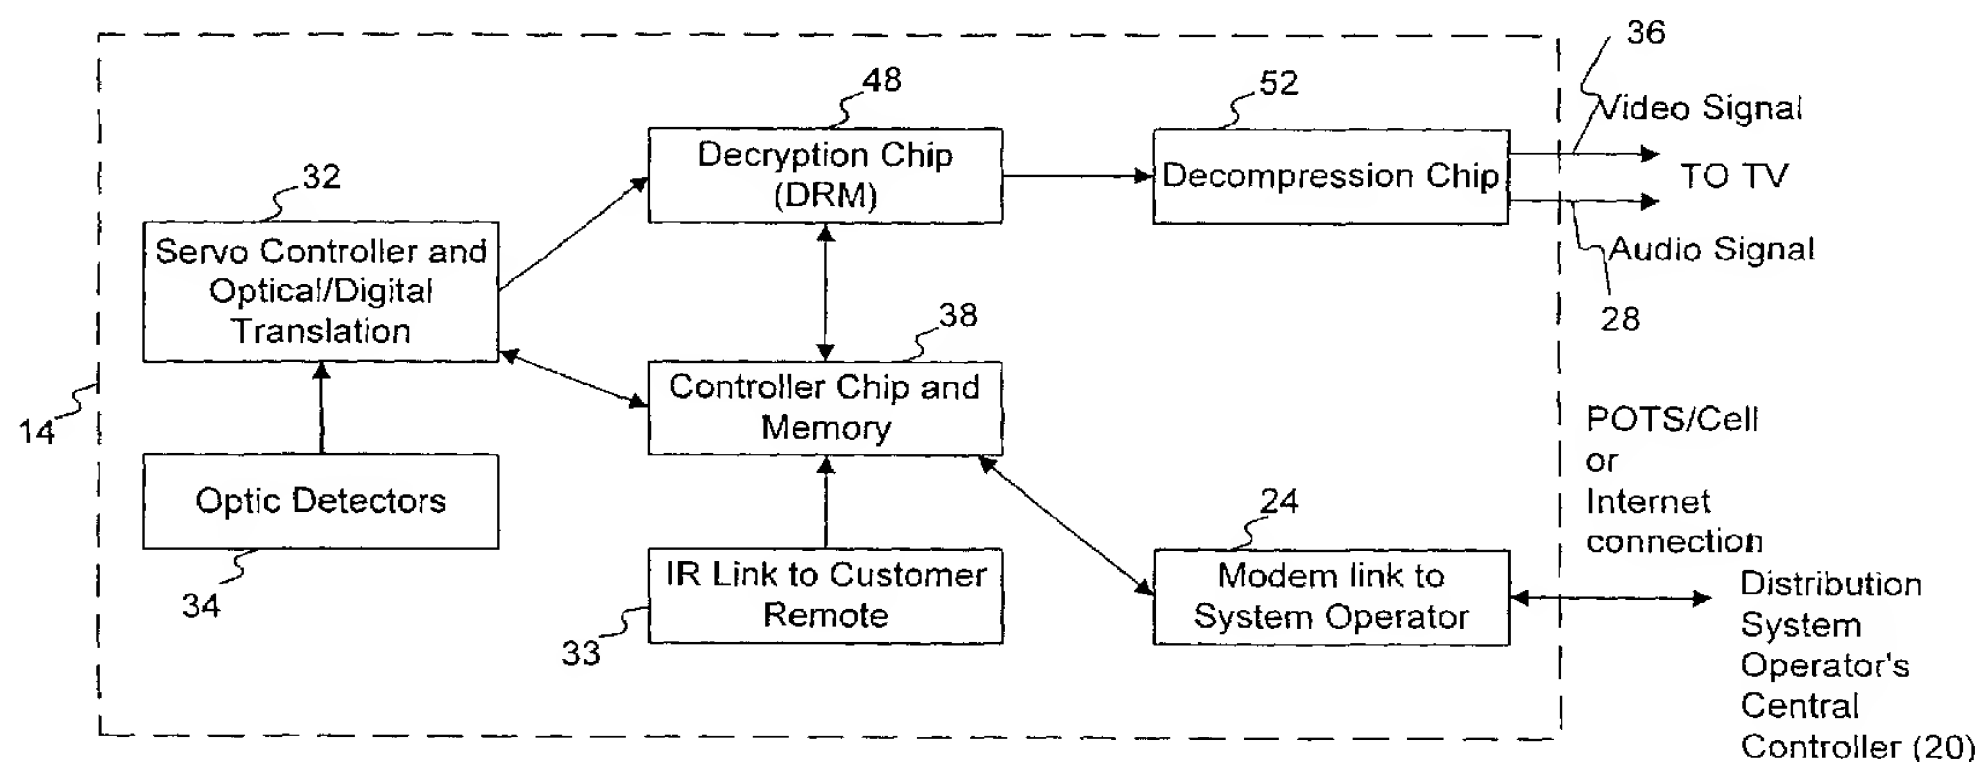 36
48
52
Video Signal
Decryption Chip
(DRM)
Decompression Chip
TO TV
32
Servo Controller and
Optical/Digital
Translation
Audio Signal
28
38
Controller Chip and
Memory
14
POTS/Cell
or
Internet
connection
Optic Detectors
34
24
IR Link to Customer
Remote
33
Modem link to
System Operator
Distribution
System
Operator's
Central
Controller (20)